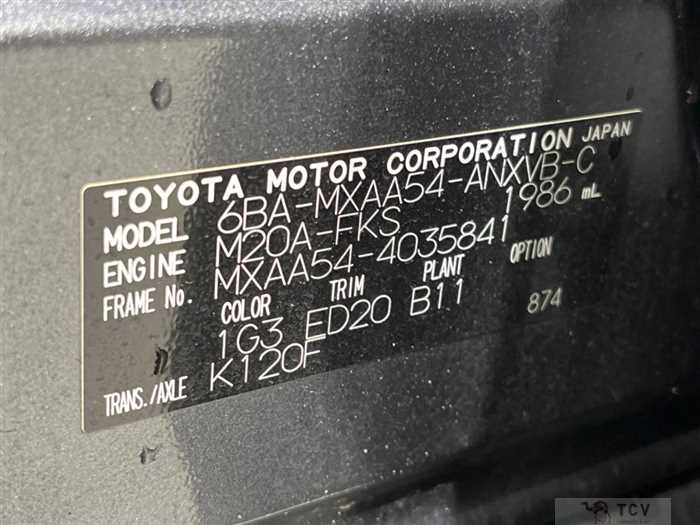 TOYOTA MOTOR CORPORATION JAPAN
MODEL 6BA-MXAA54-ANXVB-C
ENGINE M20A-FKS 1986 mL
FRAME No. MXAA54-4035841
COLOR TRIM PLANT OPTION
1G3 ED20 B11 874
TRANS./AXLE K120F
TCV